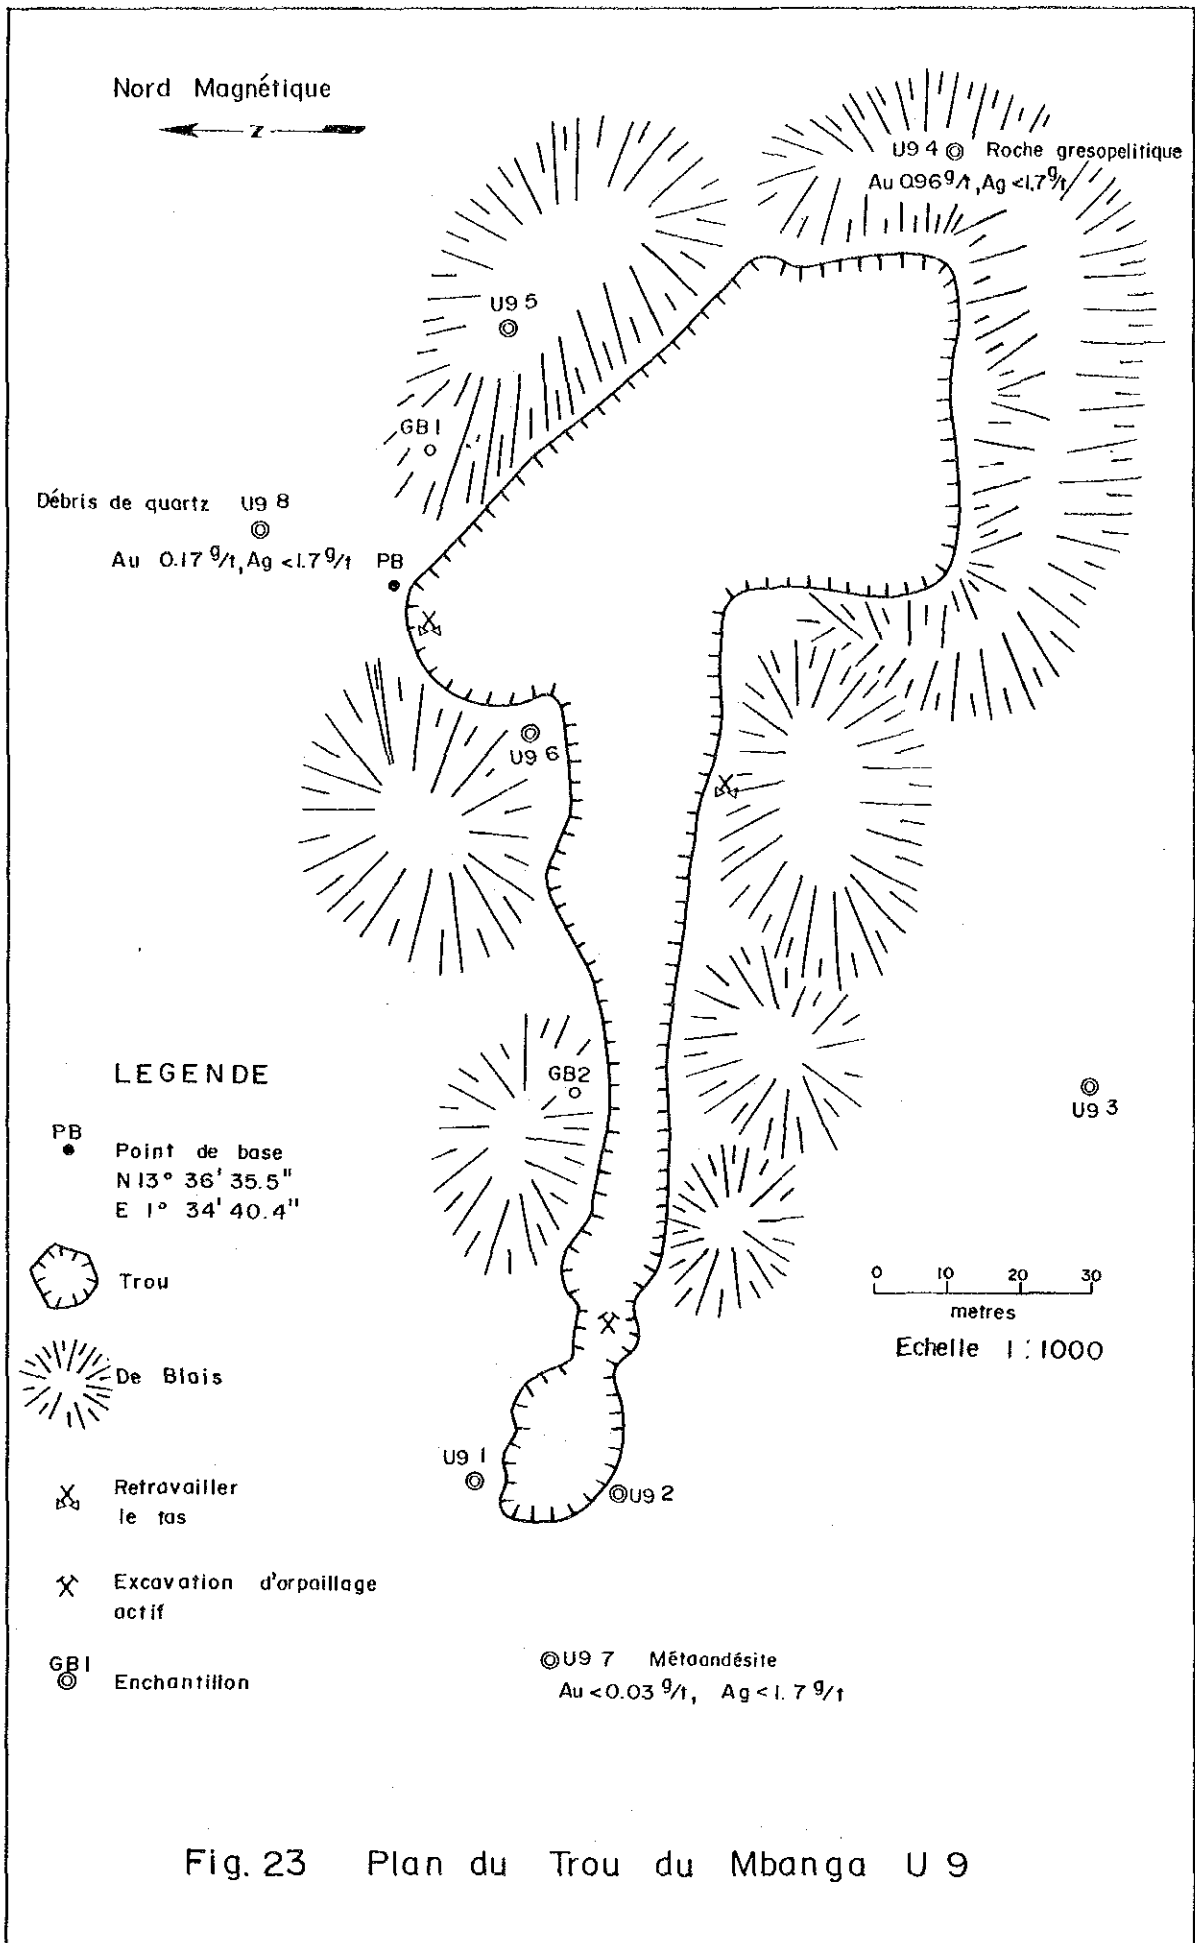 Nord Magnétique
Z
U9 4 Roche gresopelitique
Au 0.96 g/t, Ag <1.7 g/t
U9 5
GB1
Débris de quartz U9 8
Au 0.17 g/t, Ag <1.7 g/t PB
U9 6
LEGENDE
GB2
U9 3
PB
Point de base
N 13° 36' 35.5"
E 1° 34' 40.4"
Trou
0 10 20 30
metres
Echelle 1:1000
De Blais
U9 1
U9 2
Retravailler
le tas
Excavation d'orpaillage
actif
GB1
Enchantillon
U9 7 Métaandésite
Au <0.03 g/t, Ag <1.7 g/t
Fig. 23 Plan du Trou du Mbanga U 9